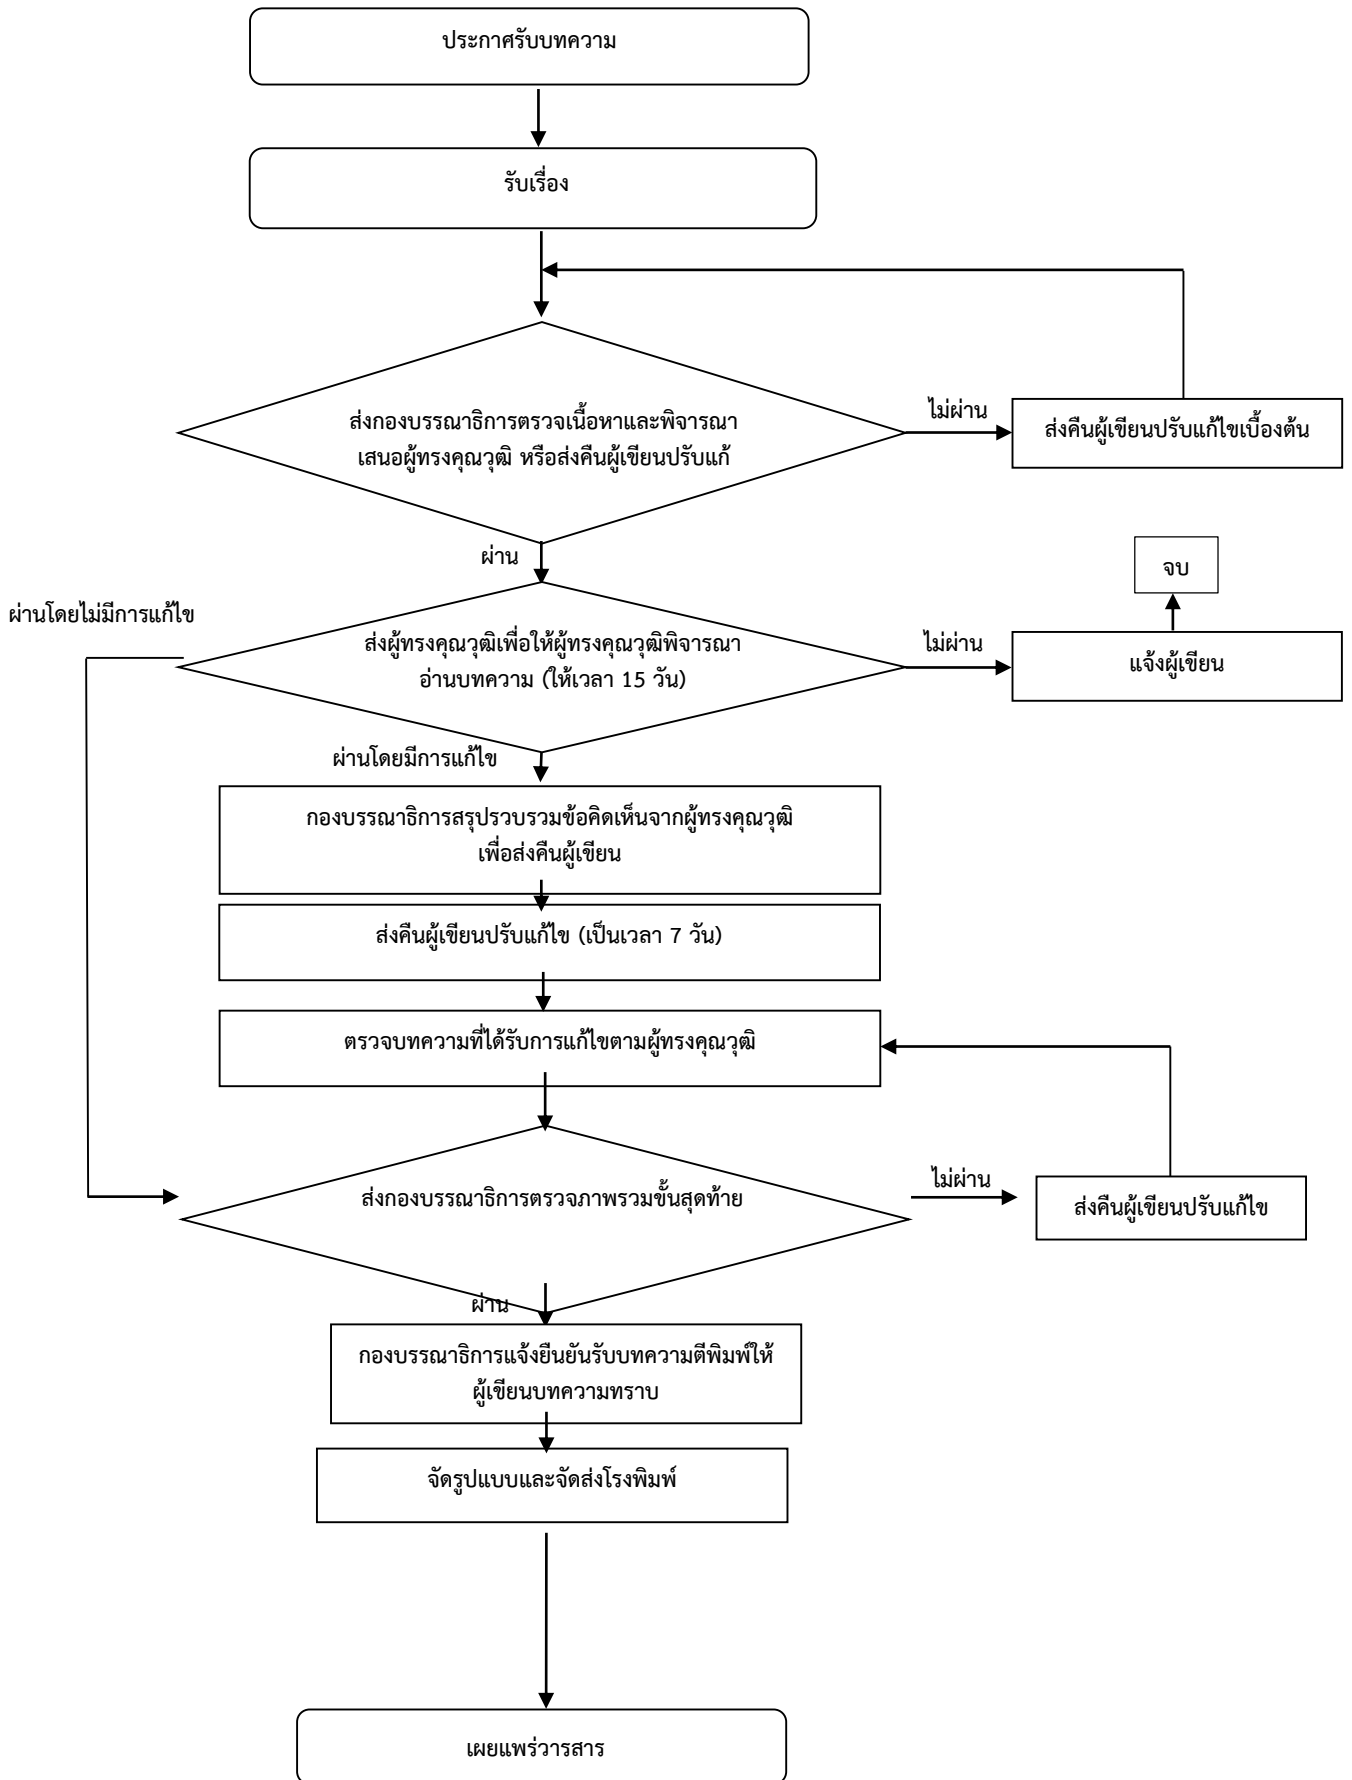 ประกาศรับบทความ
รับเรื่อง
ส่งกองบรรณาธิการตรวจเนื้อหาและพิจารณา
เสนอผู้ทรงคุณวุฒิ หรือส่งคืนผู้เขียนปรับแก้
ไม่ผ่าน
ส่งคืนผู้เขียนปรับแก้ไขเบื้องต้น
ผ่าน
จบ
ผ่านโดยไม่มีการแก้ไข
ส่งผู้ทรงคุณวุฒิเพื่อให้ผู้ทรงคุณวุฒิพิจารณา
อ่านบทความ (ให้เวลา 15 วัน)
ไม่ผ่าน
แจ้งผู้เขียน
ผ่านโดยมีการแก้ไข
กองบรรณาธิการสรุปรวบรวมข้อคิดเห็นจากผู้ทรงคุณวุฒิ
เพื่อส่งคืนผู้เขียน
ส่งคืนผู้เขียนปรับแก้ไข (เป็นเวลา 7 วัน)
ตรวจบทความที่ได้รับการแก้ไขตามผู้ทรงคุณวุฒิ
ส่งกองบรรณาธิการตรวจภาพรวมขั้นสุดท้าย
ไม่ผ่าน
ส่งคืนผู้เขียนปรับแก้ไข
ผ่าน
กองบรรณาธิการแจ้งยืนยันรับบทความตีพิมพ์ให้
ผู้เขียนบทความทราบ
จัดรูปแบบและจัดส่งโรงพิมพ์
เผยแพร่วารสาร